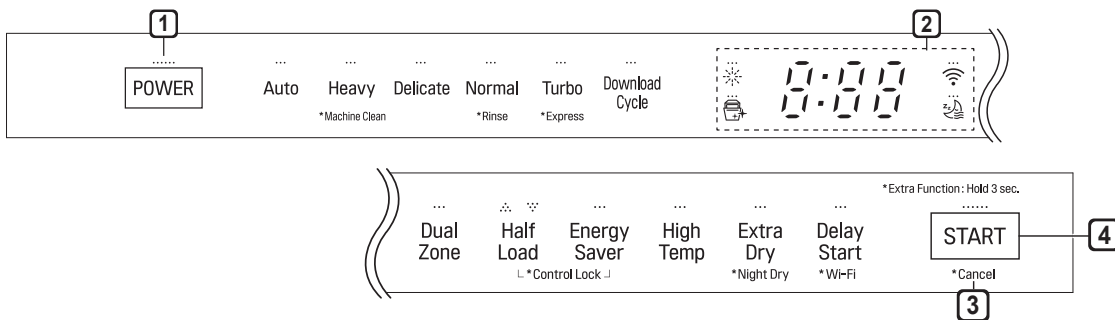 1
2
POWER
Auto
Heavy
*Machine Clean
Delicate
Normal
*Rinse
Turbo
*Express
Download
Cycle
8:88
*Extra Function : Hold 3 sec.
Dual
Zone
Half
Load
Energy
Saver
*Control Lock
High
Temp
Extra
Dry
*Night Dry
Delay
Start
*Wi-Fi
START
*Cancel
4
3